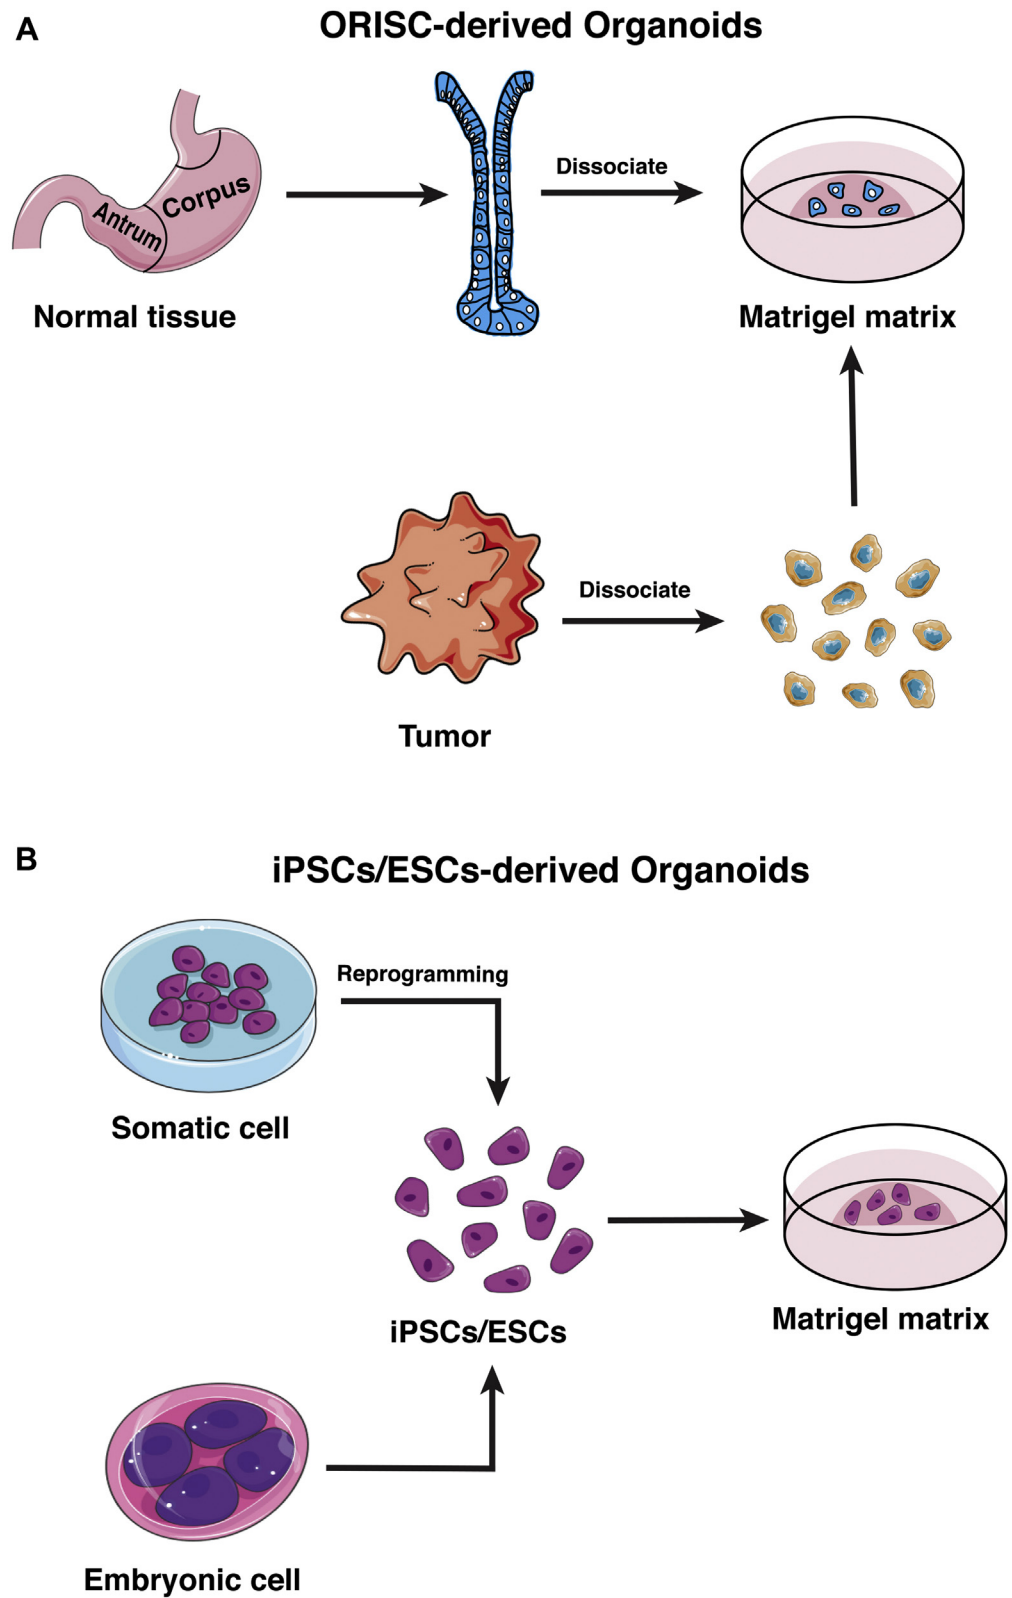 A
ORISC-derived Organoids
Corpus
Antrum
Dissociate
Normal tissue
Matrigel matrix
Dissociate
Tumor
B
iPSCs/ESCs-derived Organoids
Reprogramming
Somatic cell
iPSCs/ESCs
Matrigel matrix
Embryonic cell